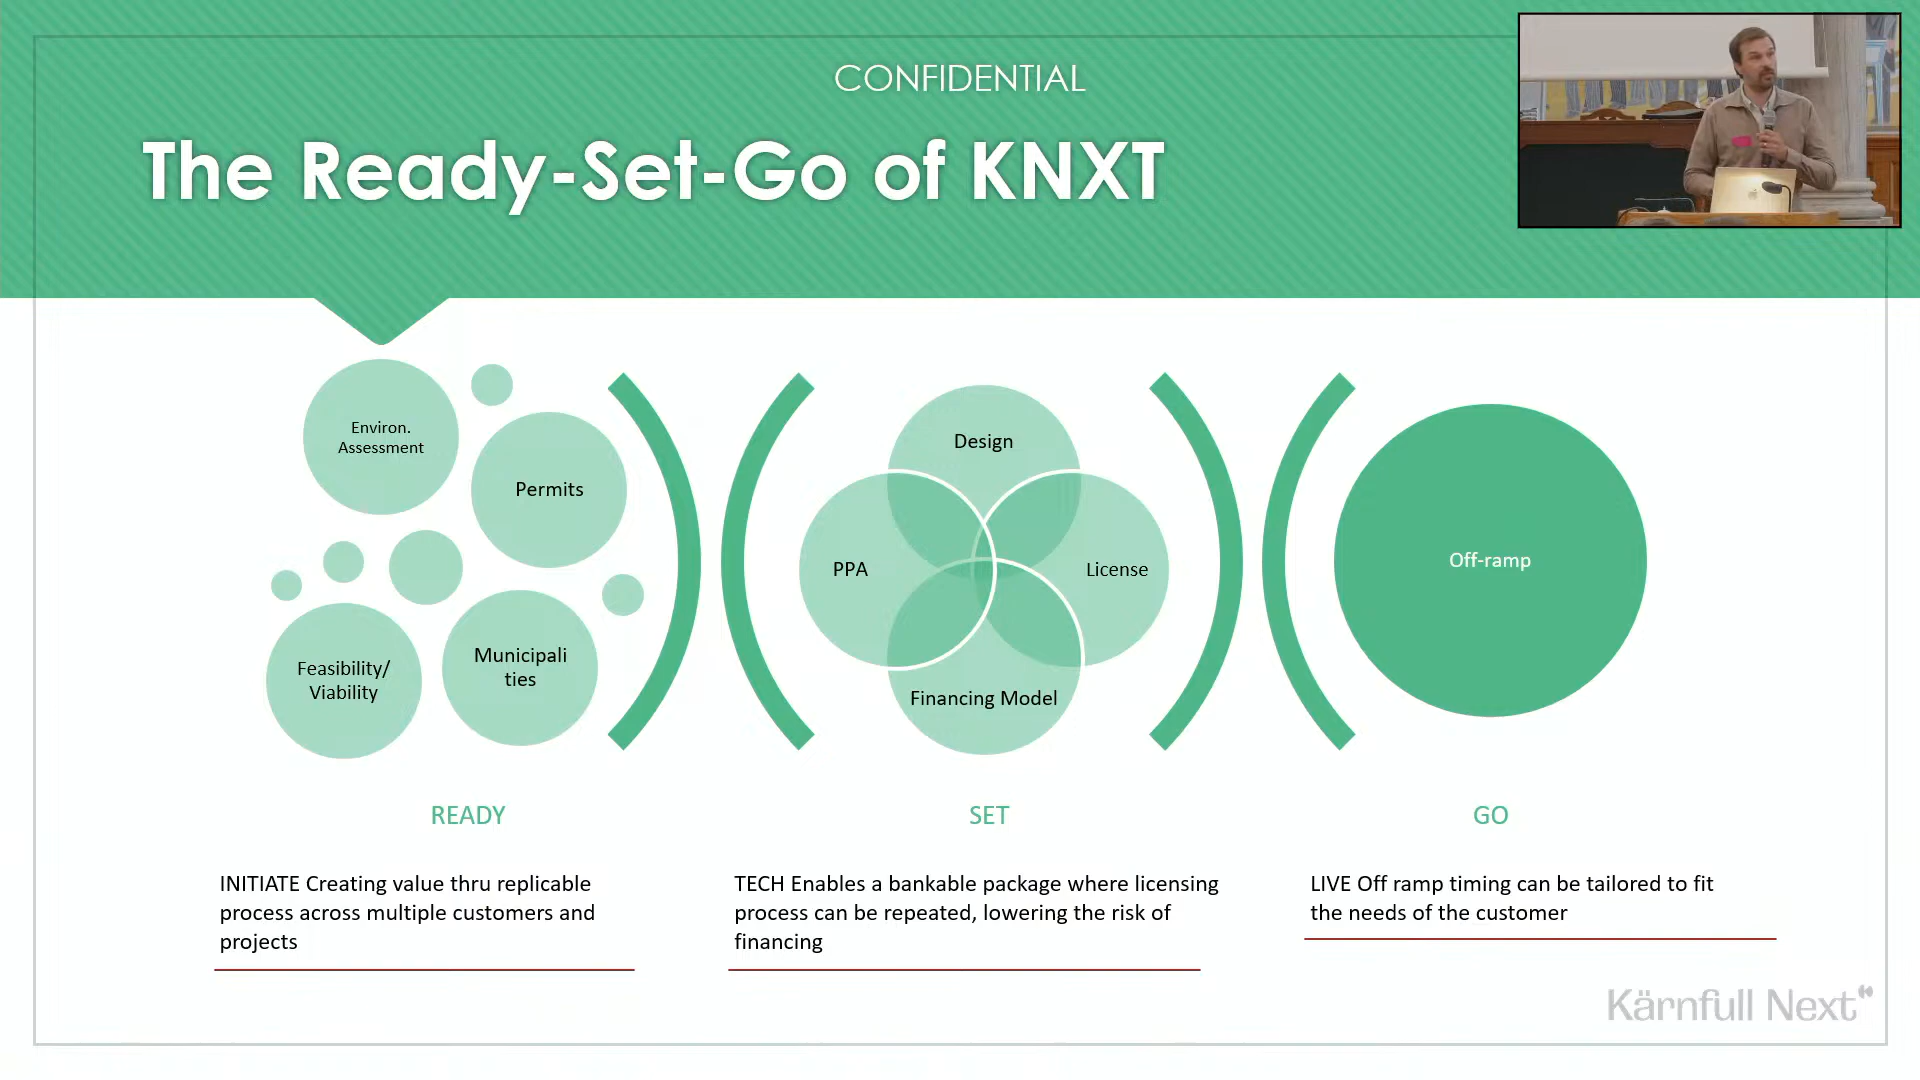 CONFIDENTIAL
The Ready-Set-Go of KNXT
Environ.
Assessment
Permits
Feasibility/
Viability
Municipali
ties
Design
PPA
License
Financing Model
Off-ramp
READY
SET
GO
INITIATE Creating value thru replicable
process across multiple customers and
projects
TECH Enables a bankable package where licensing
process can be repeated, lowering the risk of
financing
LIVE Off ramp timing can be tailored to fit
the needs of the customer
Kärnfull Next